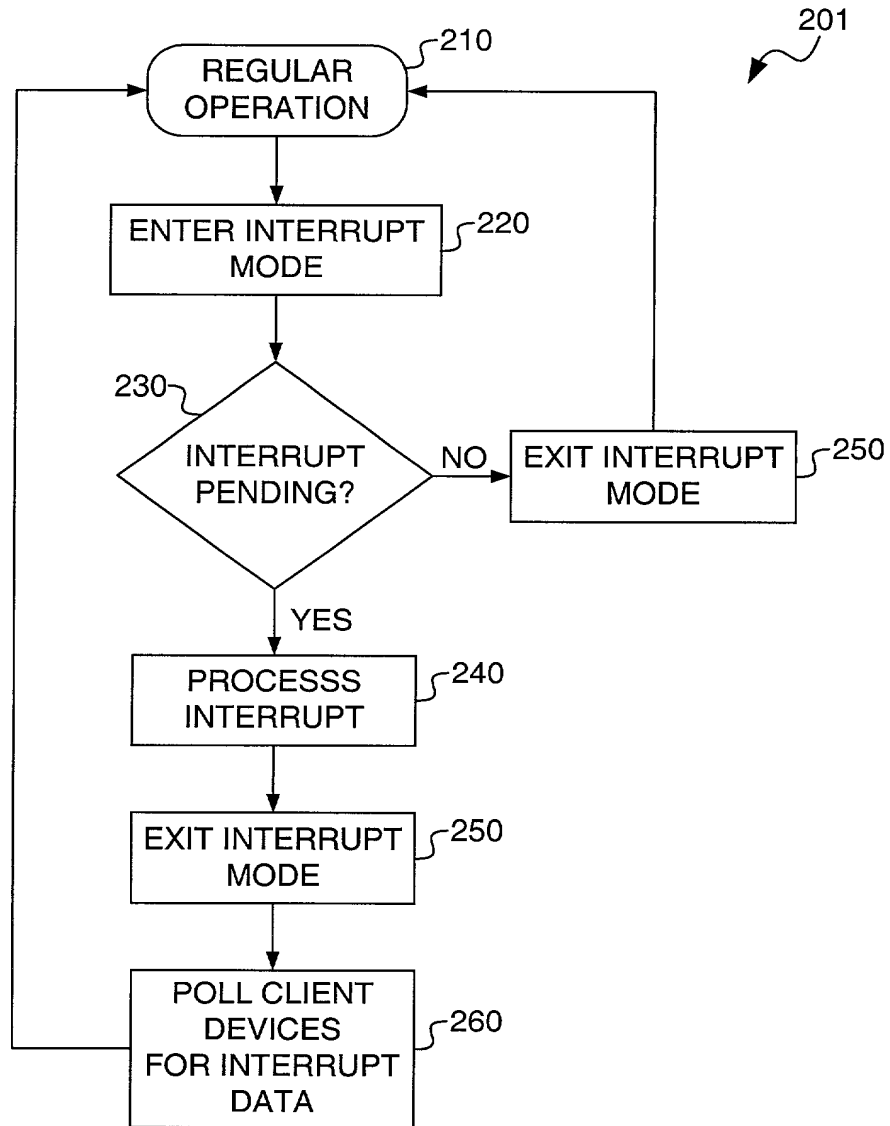 201
210
REGULAR
OPERATION
ENTER INTERRUPT
MODE
220
230
INTERRUPT
PENDING?
NO
EXIT INTERRUPT
MODE
250
YES
PROCESSS
INTERRUPT
240
EXIT INTERRUPT
MODE
250
POLL CLIENT
DEVICES
FOR INTERRUPT
DATA
260